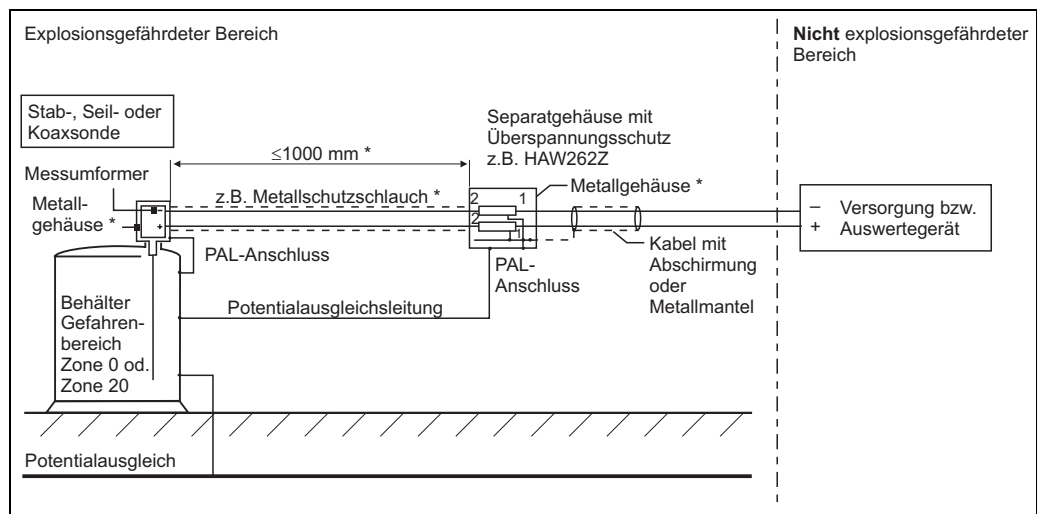 Explosionsgefährdeter Bereich
Nicht explosionsgefährdeter
Bereich
Stab-, Seil- oder
Koaxsonde
Separatgehäuse mit
Überspannungsschutz
z.B. HAW262Z
≤1000 mm *
Messumformer
z.B. Metallschutzschlauch *
2
1
Metallgehäuse *
Metall-
gehäuse *
2
1
–
+
–
+
Versorgung bzw.
Auswertegerät
PAL-Anschluss
PAL-
Anschluss
Kabel mit
Abschirmung
oder
Metallmantel
Potentialausgleichsleitung
Behälter
Gefahren-
bereich
Zone 0 od.
Zone 20
Potentialausgleich